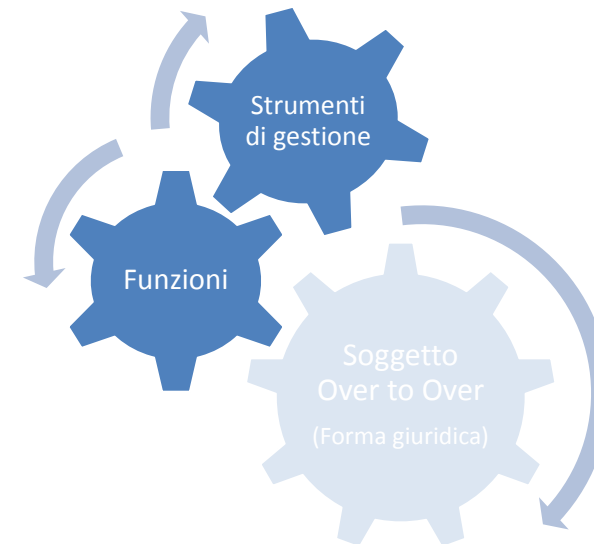 Strumenti
di gestione
Funzioni
Soggetto
Over to Over
(Forma giuridica)